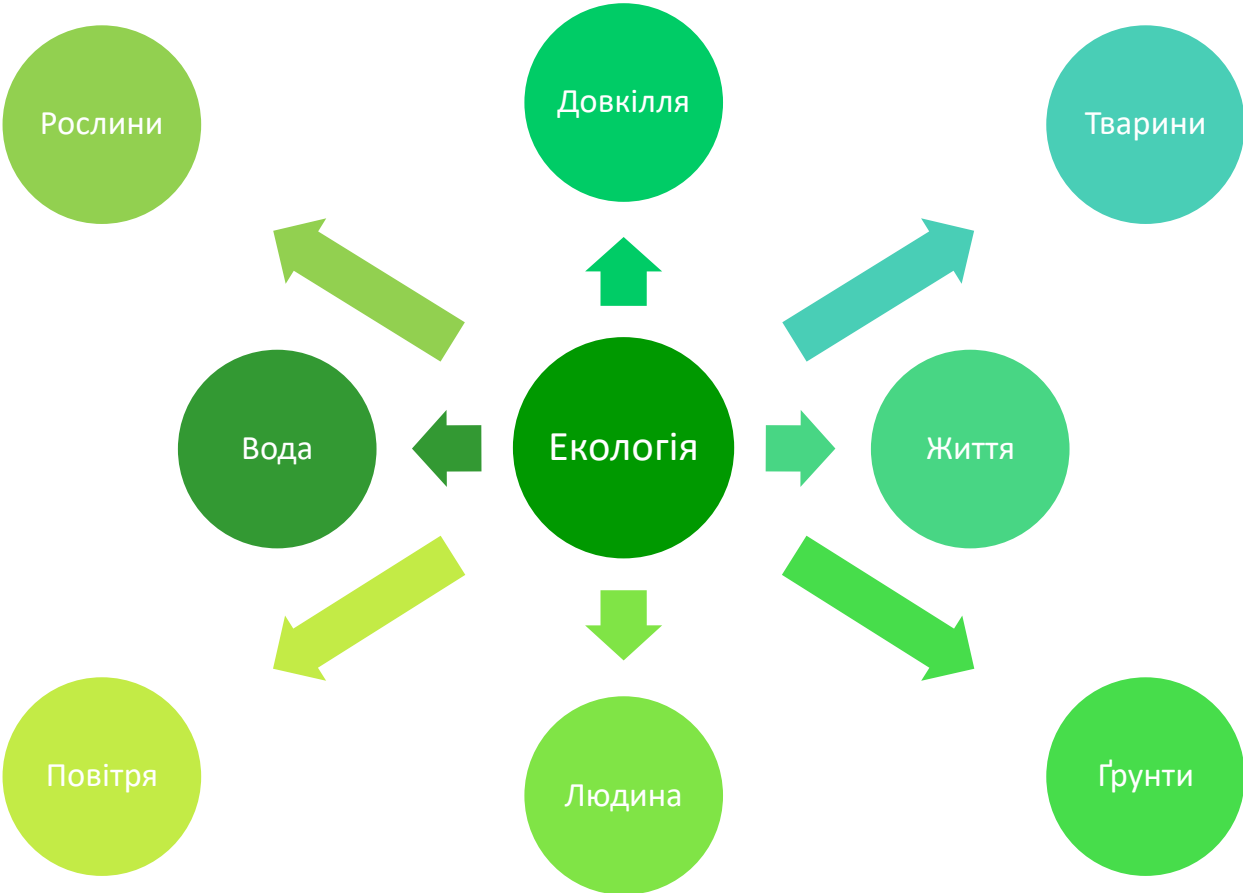 Рослини
Довкілля
Тварини
Вода
Екологія
Життя
Повітря
Людина
Ґрунти